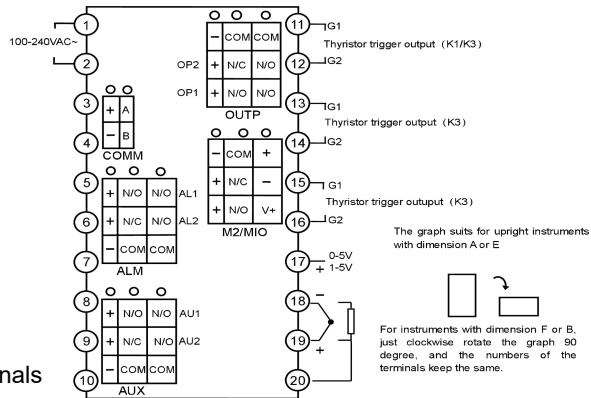 1
100-240VAC~
2
3
4
+ A
− B
COMM
5
6
7
+ N/O N/O AL1
+ N/C N/O AL2
− COM COM
ALM
8
9
10
+ N/O N/O AU1
+ N/C N/O AU2
− COM COM
AUX
nals
− COM COM
OP2 + N/C N/O
OP1 + N/O N/O
OUTP
− COM +
+ N/C −
+ N/O V+
M2/MIO
11 G1
Thyristor trigger output (K1/K3)
12 G2
13 G1
Thyristor trigger output (K3)
14 G2
15 G1
Thyristor trigger outuput (K3)
16 G2
17 0-5V
+ 1-5V
18 −
19 +
20
The graph suits for upright instruments
with dimension A or E
For instruments with dimension F or B,
just clockwise rotate the graph 90
degree, and the numbers of the
terminals keep the same.